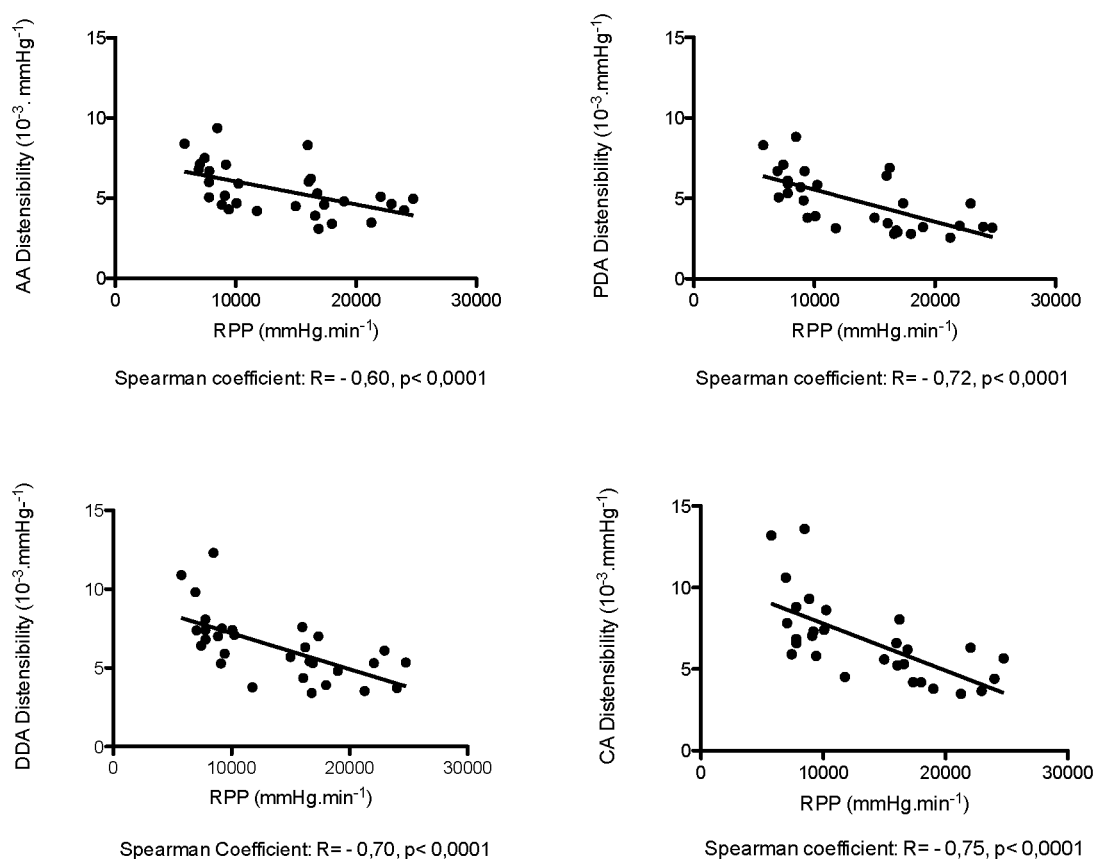 AA Distensibility (10⁻³. mmHg⁻¹)
15
10
5
0
0 10000 20000 30000
RPP (mmHg.min⁻¹)
Spearman coefficient: R= - 0,60, p< 0,0001
PDA Distensibility (10⁻³.mmHg⁻¹)
15
10
5
0
0 10000 20000 30000
RPP (mmHg.min⁻¹)
Spearman coefficient: R= - 0,72, p< 0,0001
DDA Distensibility (10⁻³.mmHg-⁻¹)
15
10
5
0
0 10000 20000 30000
RPP (mmHg.min⁻¹)
Spearman Coefficient: R= - 0,70, p< 0,0001
CA Distensibility (10⁻³.mmHg⁻¹)
15
10
5
0
0 10000 20000 30000
RPP (mmHg.min⁻¹)
Spearman coefficient: R= - 0,75, p< 0,0001